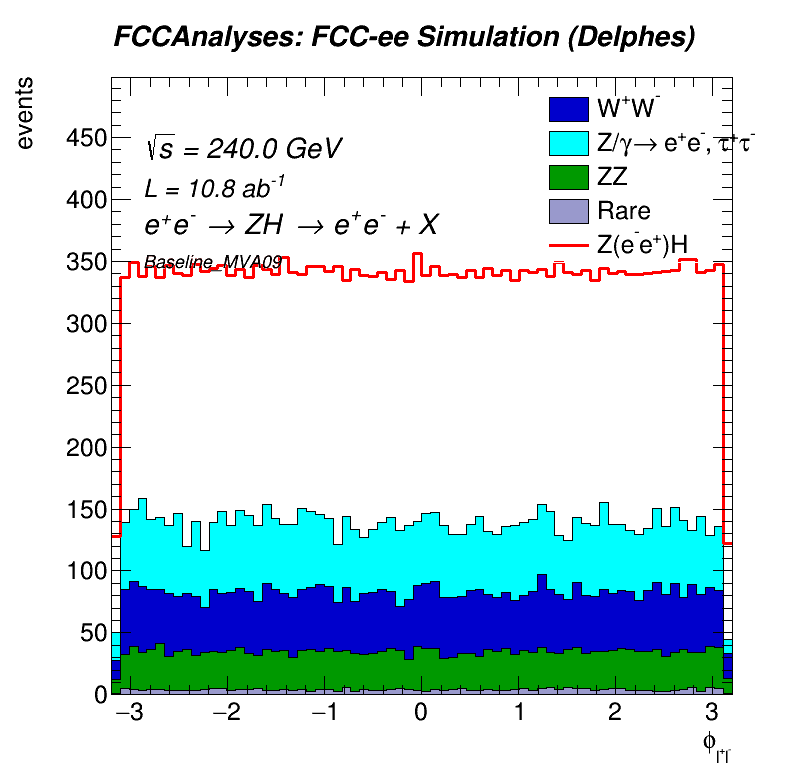 FCCAnalyses: FCC-ee Simulation (Delphes)
events
√s = 240.0 GeV
L = 10.8 ab⁻¹
e⁺e⁻ → ZH → e⁺e⁻ + X
Baseline_MVA09
W⁺W⁻
Z/γ→ e⁺e⁻, τ⁺τ⁻
ZZ
Rare
Z(e⁻e⁺)H
450
400
350
300
250
200
150
100
50
0
−3 −2 −1 0 1 2 3
ϕ l⁺l⁻